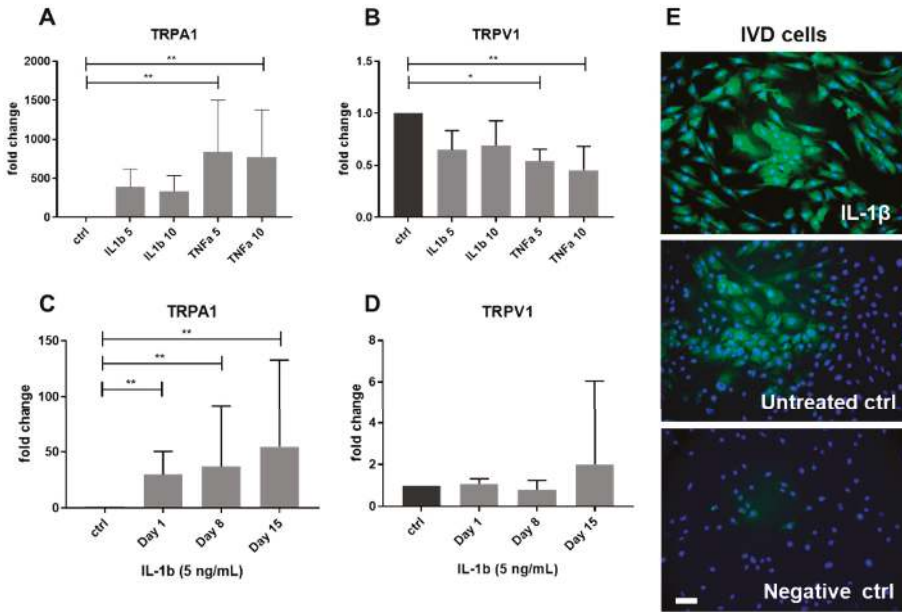 A
TRPA1
fold change
2000
1500
1000
500
0
**
**
ctrl
IL1b 5
IL1b 10
TNFa 5
TNFa 10
B
TRPV1
fold change
1.5
1.0
0.5
0.0
**
*
ctrl
IL1b 5
IL1b 10
TNFa 5
TNFa 10
C
TRPA1
fold change
150
100
50
0
**
**
**
ctrl
Day 1
Day 8
Day 15
IL-1b (5 ng/mL)
D
TRPV1
fold change
8
6
4
2
0
ctrl
Day 1
Day 8
Day 15
IL-1b (5 ng/mL)
E
IVD cells
IL-1β
Untreated ctrl
Negative ctrl